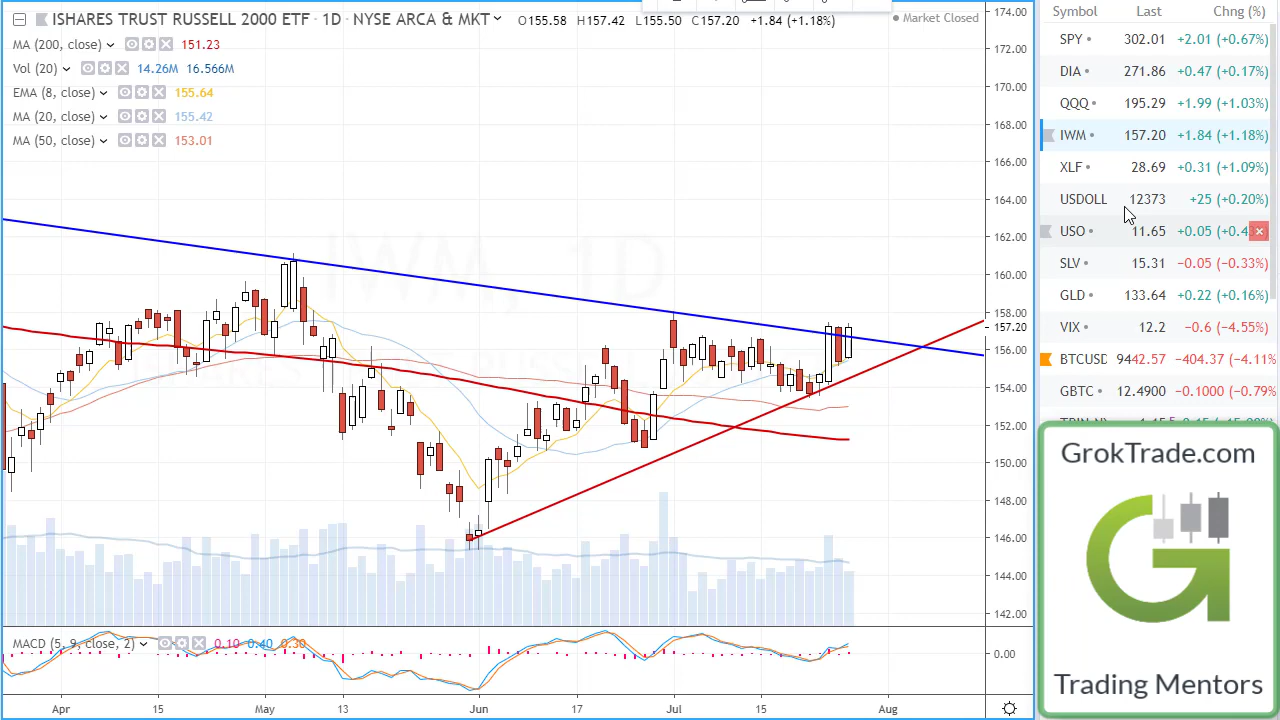 ISHARES TRUST RUSSELL 2000 ETF · 1D · NYSE ARCA & MKT O155.58 H157.42 L155.50 C157.20 +1.84 (+1.18%) Market Closed
MA (200, close) 151.23
Vol (20) 14.26M 16.566M
EMA (8, close) 155.64
MA (20, close) 155.42
MA (50, close) 153.01
IWM 1D
174.00
172.00
170.00
168.00
166.00
164.00
162.00
160.00
158.00
157.20
156.00
154.00
152.00
150.00
148.00
146.00
144.00
142.00
MACD (5, 9, close, 2) 0.10 0.40 0.30
0.00
Apr 15 May 13 Jun 17 Jul 15 Aug
Symbol Last Chng (%)
SPY 302.01 +2.01 (+0.67%)
DIA 271.86 +0.47 (+0.17%)
QQQ 195.29 +1.99 (+1.03%)
IWM 157.20 +1.84 (+1.18%)
XLF 28.69 +0.31 (+1.09%)
USDOLL 12373 +25 (+0.20%)
USO 11.65 +0.05
SLV 15.31 −0.05 (−0.33%)
GLD 133.64 +0.22 (+0.16%)
VIX 12.2 −0.6 (−4.55%)
BTCUSD 9442.57 −404.37 (−4.11%
GBTC 12.4900 −0.1000 (−0.79%
GrokTrade.com
Trading Mentors